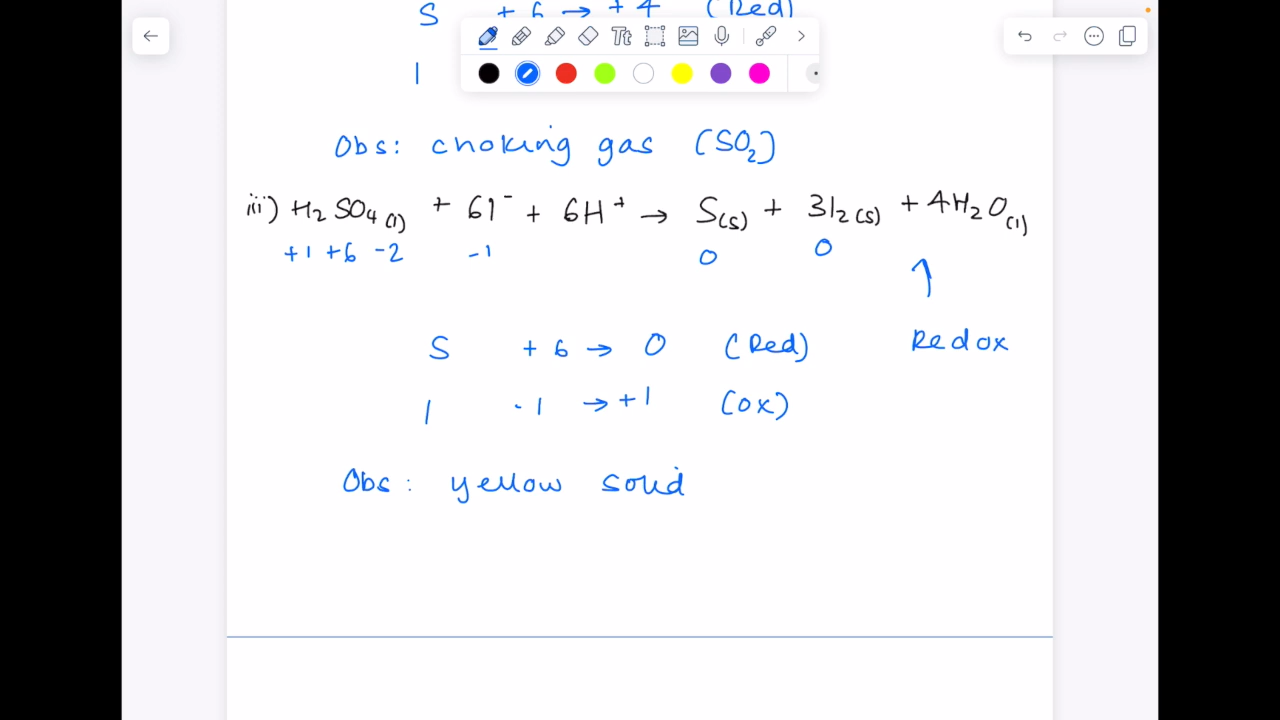 S + 6 → + 4 (Red)
I
Tt
Obs: choking gas (SO₂)
iii) H₂SO₄(l) + 6I⁻ + 6H⁺ → S(s) + 3I₂(s) + 4H₂O(l)
+1 +6 -2 -1 0 0
↑
S + 6 → 0 (Red) Redox
I - 1 → + 1 (ox)
Obs: yellow solid